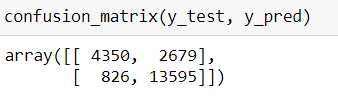 confusion_matrix(y_test, y_pred)
array([[ 4350,  2679],
       [  826, 13595]])